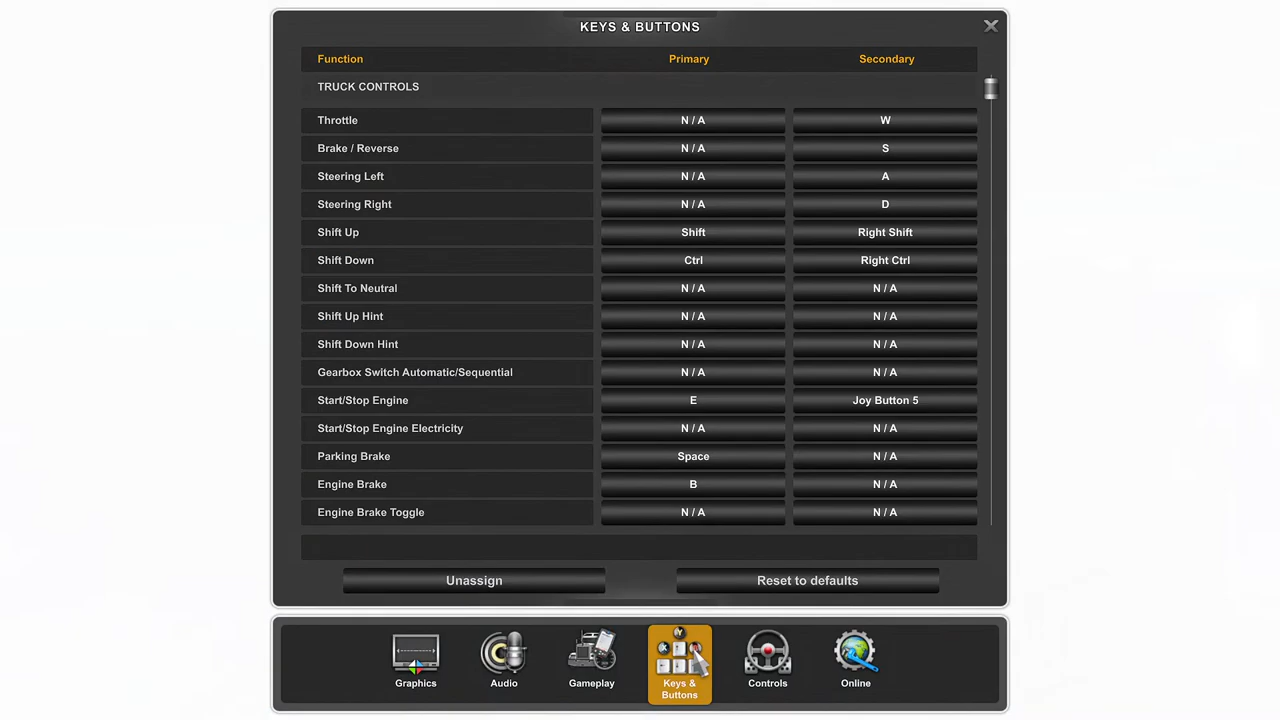 KEYS & BUTTONS
Function Primary Secondary
TRUCK CONTROLS
Throttle N / A W
Brake / Reverse N / A S
Steering Left N / A A
Steering Right N / A D
Shift Up Shift Right Shift
Shift Down Ctrl Right Ctrl
Shift To Neutral N / A N / A
Shift Up Hint N / A N / A
Shift Down Hint N / A N / A
Gearbox Switch Automatic/Sequential N / A N / A
Start/Stop Engine E Joy Button 5
Start/Stop Engine Electricity N / A N / A
Parking Brake Space N / A
Engine Brake B N / A
Engine Brake Toggle N / A N / A
Unassign Reset to defaults
Y
X
Graphics Audio Gameplay Keys & Buttons Controls Online